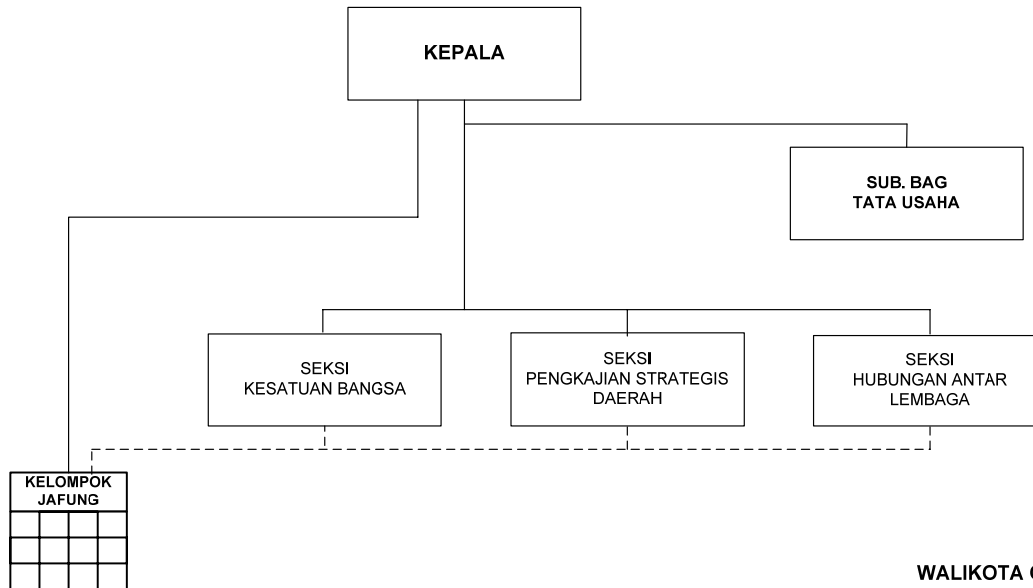 KEPALA
SUB. BAG
TATA USAHA
SEKSI
KESATUAN BANGSA
SEKSI
PENGKAJIAN STRATEGIS
DAERAH
SEKSI
HUBUNGAN ANTAR
LEMBAGA
KELOMPOK
JAFUNG
WALIKOTA